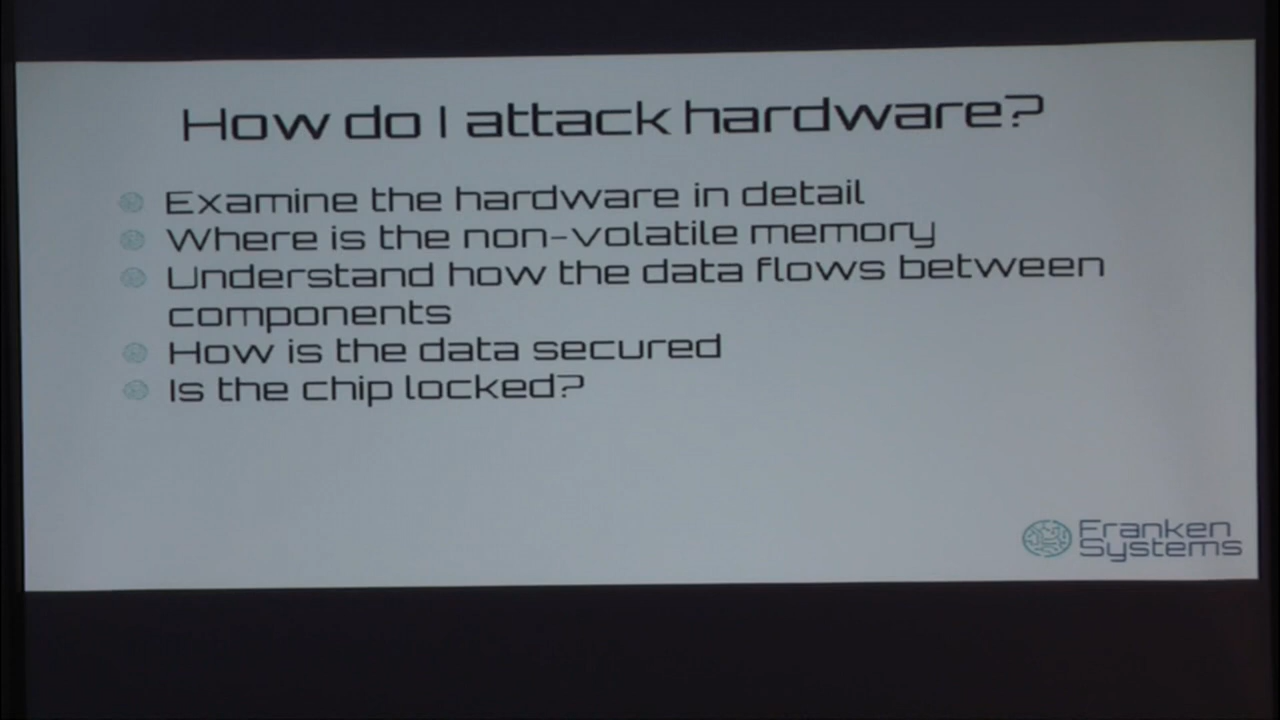 How do I attack hardware?
Examine the hardware in detail
Where is the non-volatile memory
Understand how the data flows between
components
How is the data secured
Is the chip locked?
Franken
Systems